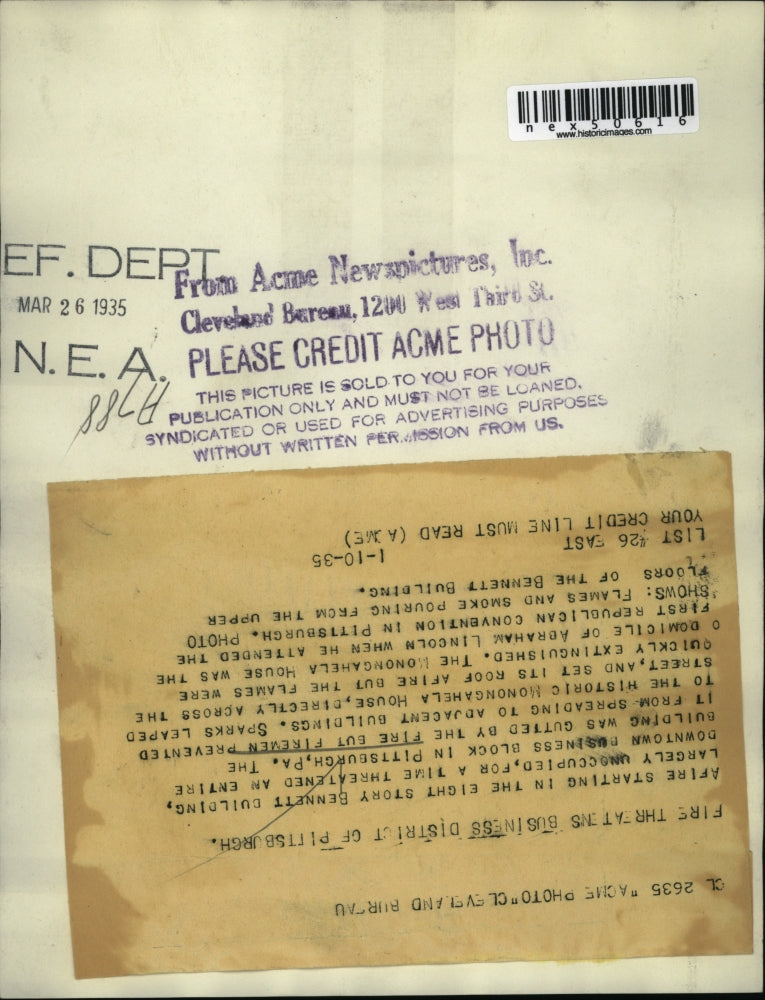 nex50616
www.historicimages.com
EF. DEPT
MAR 26 1935
N. E. A.
From Acme Newspictures, Inc.
Cleveland Bureau, 1200 West Third St.
PLEASE CREDIT ACME PHOTO
THIS PICTURE IS SOLD TO YOU FOR YOUR
PUBLICATION ONLY AND MUST NOT BE LOANED,
SYNDICATED OR USED FOR ADVERTISING PURPOSES
WITHOUT WRITTEN PERMISSION FROM US.
CL 2635 "ACME PHOTO" CLEVELAND BUREAU
FIRE THREATENS BUSINESS DISTRICT OF PITTSBURGH.
AFIRE STARTING IN THE EIGHT STORY BENNETT BUILDING,
LARGELY UNOCCUPIED, FOR A TIME THREATENED AN ENTIRE
DOWNTOWN BUSINESS BLOCK IN PITTSBURGH, PA. THE
BUILDING WAS GUTTED BY THE FIRE BUT FIREMEN PREVENTED
IT FROM SPREADING TO ADJACENT BUILDINGS. SPARKS LEAPED
TO THE HISTORIC MONONGAHELA HOUSE, DIRECTLY ACROSS THE
STREET, AND SET ITS ROOF AFIRE BUT THE FLAMES WERE
QUICKLY EXTINGUISHED. THE MONONGAHELA HOUSE WAS THE
DOMICILE OF ABRAHAM LINCOLN WHEN HE ATTENDED THE
FIRST REPUBLICAN CONVENTION IN PITTSBURGH. PHOTO
SHOWS: FLAMES AND SMOKE POURING FROM THE UPPER
FLOORS OF THE BENNETT BUILDING.
1-10-35
LIST #26 EAST
YOUR CREDIT LINE MUST READ (ACME)